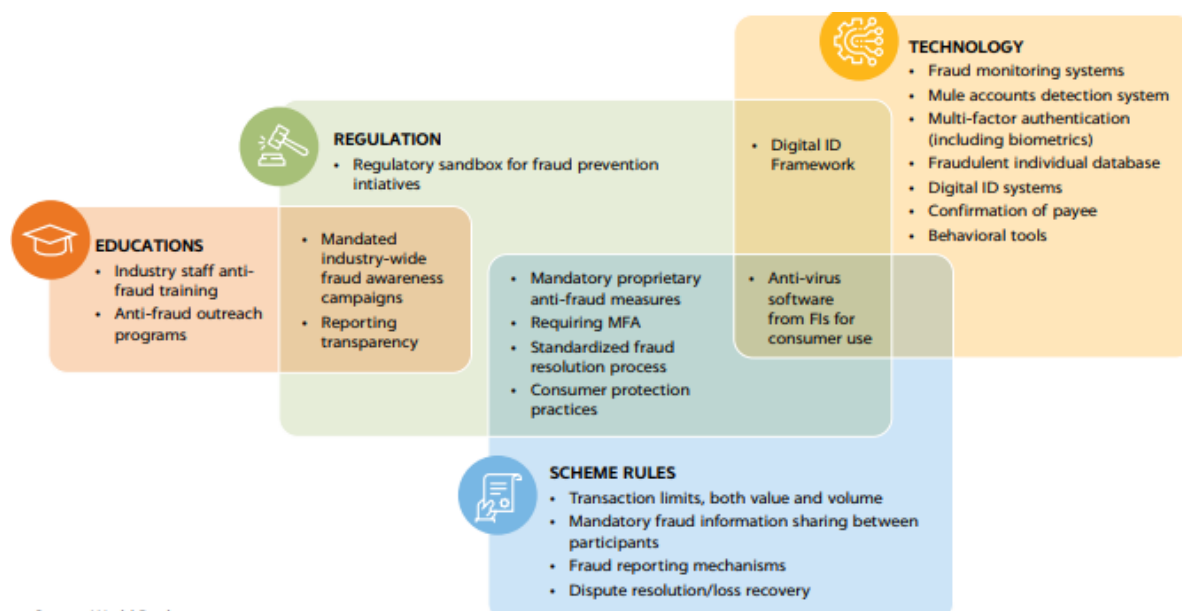 TECHNOLOGY
• Fraud monitoring systems
• Mule accounts detection system
• Multi-factor authentication
(including biometrics)
• Fraudulent individual database
• Digital ID systems
• Confirmation of payee
• Behavioral tools
REGULATION
• Regulatory sandbox for fraud prevention
intiatives
• Digital ID
Framework
EDUCATIONS
• Industry staff anti-
fraud training
• Anti-fraud outreach
programs
• Mandated
industry-wide
fraud awareness
campaigns
• Reporting
transparency
• Mandatory proprietary
anti-fraud measures
• Requiring MFA
• Standardized fraud
resolution process
• Consumer protection
practices
• Anti-virus
software
from FIs for
consumer use
SCHEME RULES
• Transaction limits, both value and volume
• Mandatory fraud information sharing between
participants
• Fraud reporting mechanisms
• Dispute resolution/loss recovery